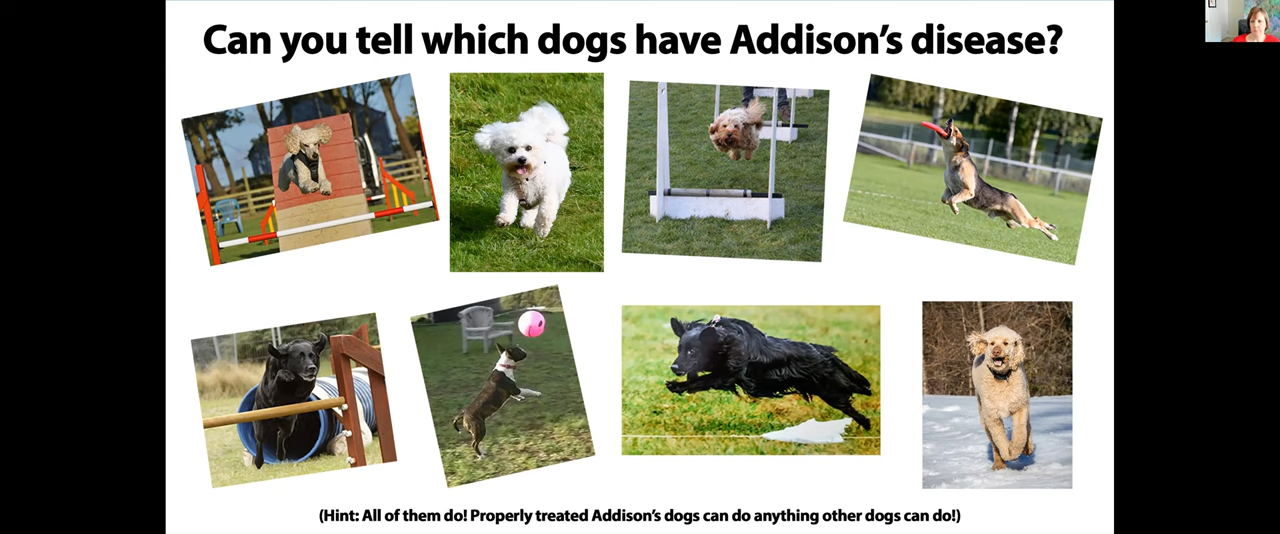 Can you tell which dogs have Addison's disease?
(Hint: All of them do! Properly treated Addison's dogs can do anything other dogs can do!)